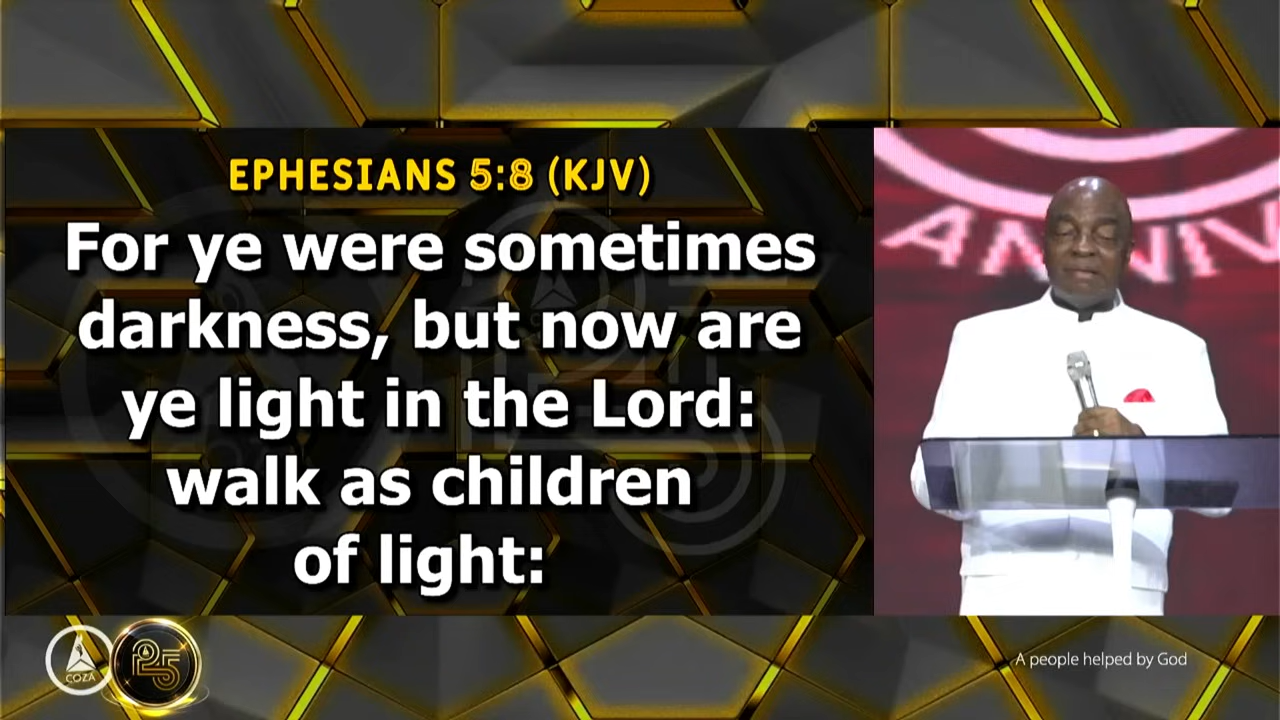 EPHESIANS 5:8 (KJV)
For ye were sometimes
darkness, but now are
ye light in the Lord:
walk as children
of light:
ANNIV
COZA
25
A people helped by God